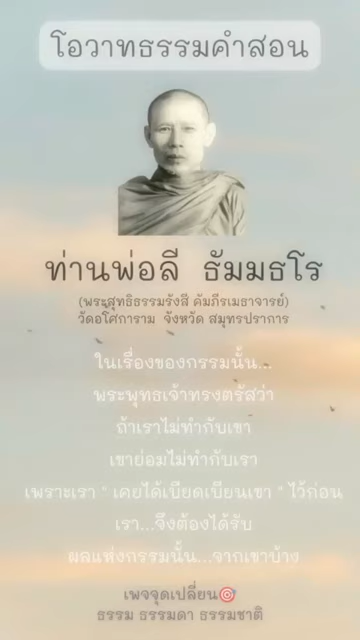 โอวาทธรรมคำสอน
ท่านพ่อลี ธัมมธโร
(พระสุทธิธรรมรังสี คัมภีรเมธาจารย์)
วัดอโศการาม จังหวัด สมุทรปราการ
ในเรื่องของกรรมนั้น...
พระพุทธเจ้าทรงตรัสว่า
ถ้าเราไม่ทำกับเขา
เขาย่อมไม่ทำกับเรา
เพราะเรา " เคยได้เบียดเบียนเขา " ไว้ก่อน
เรา...จึงต้องได้รับ
ผลแห่งกรรมนั้น...จากเขาบ้าง
เพจจุดเปลี่ยน🎯
ธรรม ธรรมดา ธรรมชาติ